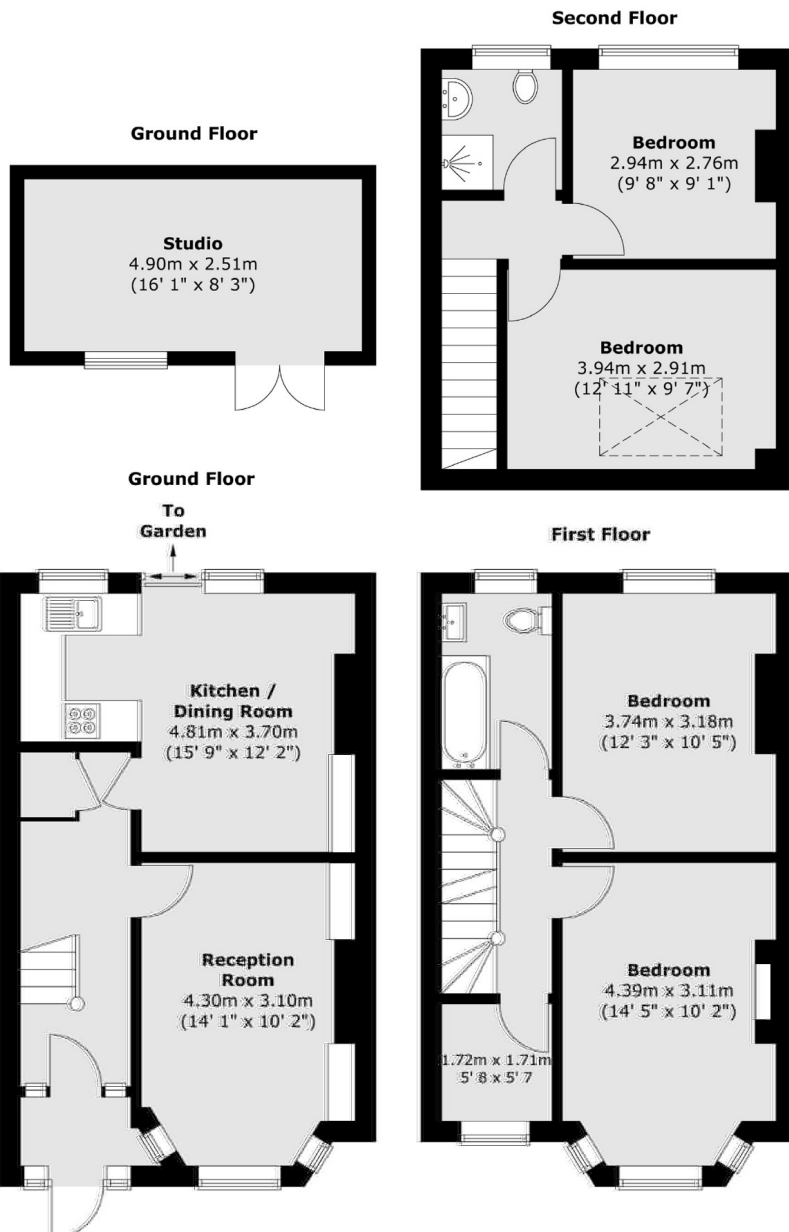 Second Floor
Bedroom
2.94m x 2.76m
(9' 8" x 9' 1")
Bedroom
3.94m x 2.91m
(12' 11" x 9' 7")
Ground Floor
Studio
4.90m x 2.51m
(16' 1" x 8' 3")
Ground Floor
To
Garden
Kitchen /
Dining Room
4.81m x 3.70m
(15' 9" x 12' 2")
Reception
Room
4.30m x 3.10m
(14' 1" x 10' 2")
First Floor
Bedroom
3.74m x 3.18m
(12' 3" x 10' 5")
Bedroom
4.39m x 3.11m
(14' 5" x 10' 2")
1.72m x 1.71m
5' 8 x 5' 7